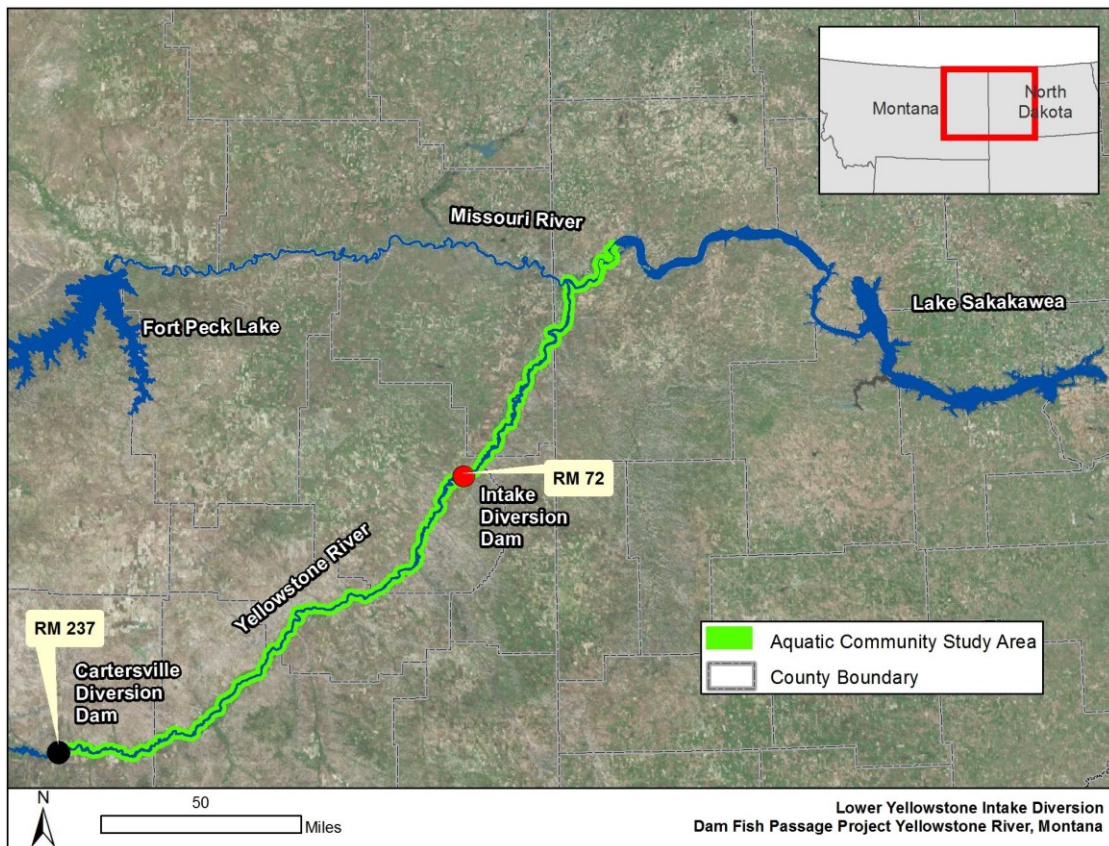 Montana
North
Dakota
Missouri River
Fort Peck Lake
Lake Sakakawea
RM 72
Intake
Diversion
Dam
Yellowstone River
RM 237
Cartersville
Diversion
Dam
Aquatic Community Study Area
County Boundary
N
50
Miles
Lower Yellowstone Intake Diversion
Dam Fish Passage Project Yellowstone River, Montana